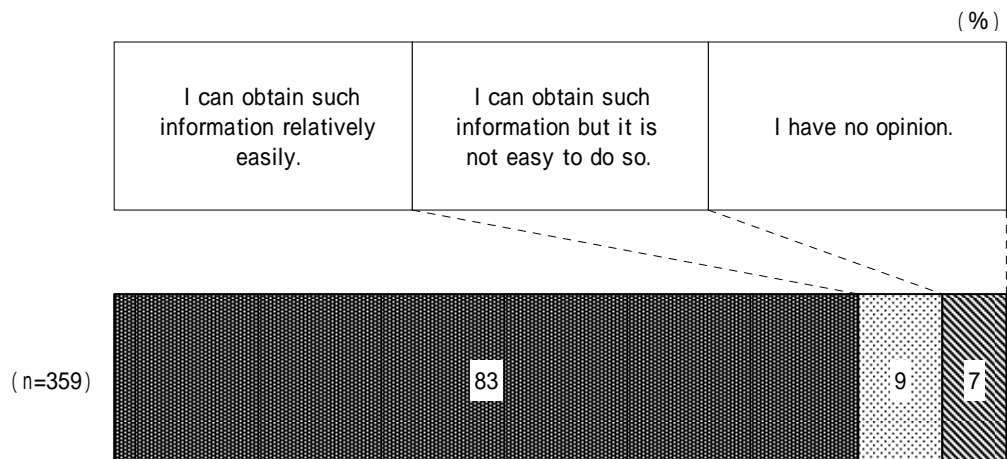 (%)
I can obtain such
information relatively
easily.
I can obtain such
information but it is
not easy to do so.
I have no opinion.
(n=359)
83
9
7